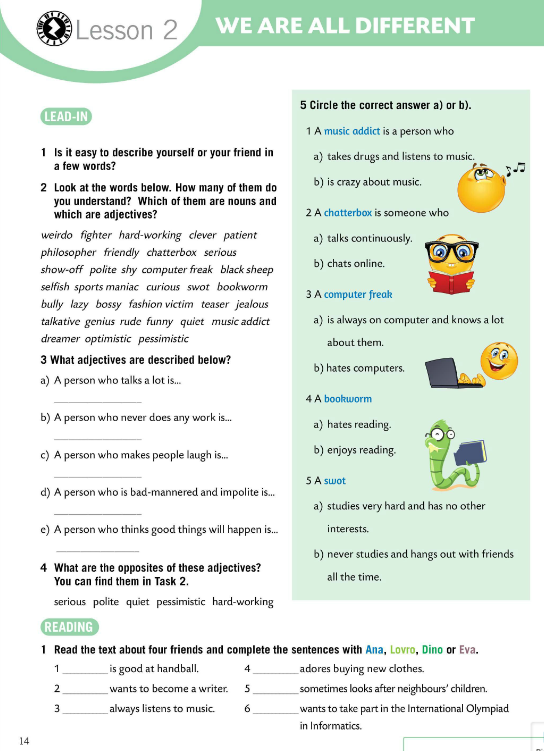 Lesson 2
WE ARE ALL DIFFERENT
LEAD-IN
1 Is it easy to describe yourself or your friend in
a few words?
2 Look at the words below. How many of them do
you understand? Which of them are nouns and
which are adjectives?
weirdo fighter hard-working clever patient
philosopher friendly chatterbox serious
show-off polite shy computer freak black sheep
selfish sports maniac curious swot bookworm
bully lazy bossy fashion victim teaser jealous
talkative genius rude funny quiet music addict
dreamer optimistic pessimistic
3 What adjectives are described below?
a) A person who talks a lot is...
________________
b) A person who never does any work is...
________________
c) A person who makes people laugh is...
________________
d) A person who is bad-mannered and impolite is...
________________
e) A person who thinks good things will happen is...
________________
4 What are the opposites of these adjectives?
You can find them in Task 2.
serious polite quiet pessimistic hard-working
5 Circle the correct answer a) or b).
1 A music addict is a person who
a) takes drugs and listens to music.
b) is crazy about music.
2 A chatterbox is someone who
a) talks continuously.
b) chats online.
3 A computer freak
a) is always on computer and knows a lot
about them.
b) hates computers.
4 A bookworm
a) hates reading.
b) enjoys reading.
5 A swot
a) studies very hard and has no other
interests.
b) never studies and hangs out with friends
all the time.
READING
1 Read the text about four friends and complete the sentences with Ana, Lovro, Dino or Eva.
1 ________ is good at handball.
2 ________ wants to become a writer.
3 ________ always listens to music.
4 ________ adores buying new clothes.
5 ________ sometimes looks after neighbours' children.
6 ________ wants to take part in the International Olympiad
in Informatics.
14